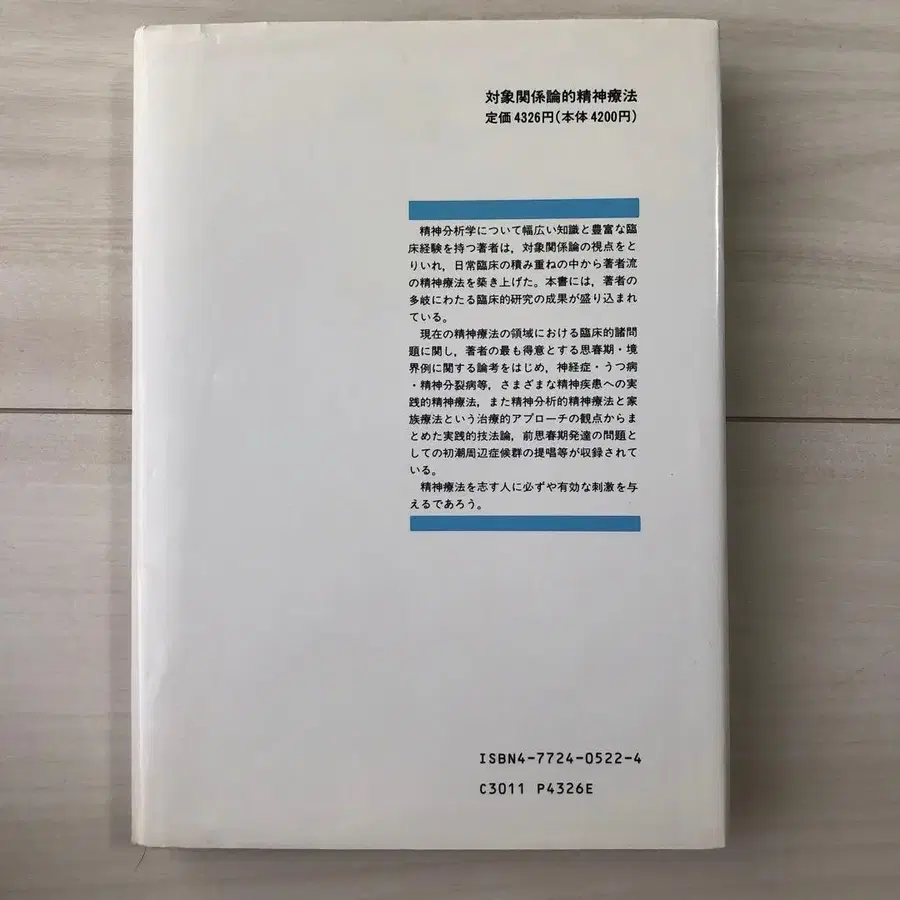 対象関係論的精神療法
定価4326円(本体4200円)
精神分析学について幅広い知識と豊富な臨
床経験を持つ著者は，対象関係論の視点をと
りいれ，日常臨床の積み重ねの中から著者流
の精神療法を築き上げた。本書には，著者の
多岐にわたる臨床的研究の成果が盛り込まれ
ている。
現在の精神療法の領域における臨床的諸問
題に関し，著者の最も得意とする思春期・境
界例に関する論考をはじめ，神経症・うつ病
・精神分裂病等，さまざまな精神疾患への実
践的精神療法，また精神分析的精神療法と家
族療法という治療的アプローチの観点からま
とめた実践的技法論，前思春期発達の問題と
しての初潮周辺症候群の提唱等が収録されて
いる。
精神療法を志す人に必ずや有効な刺激を与
えるであろう。
ISBN4-7724-0522-4
C3011 P4326E